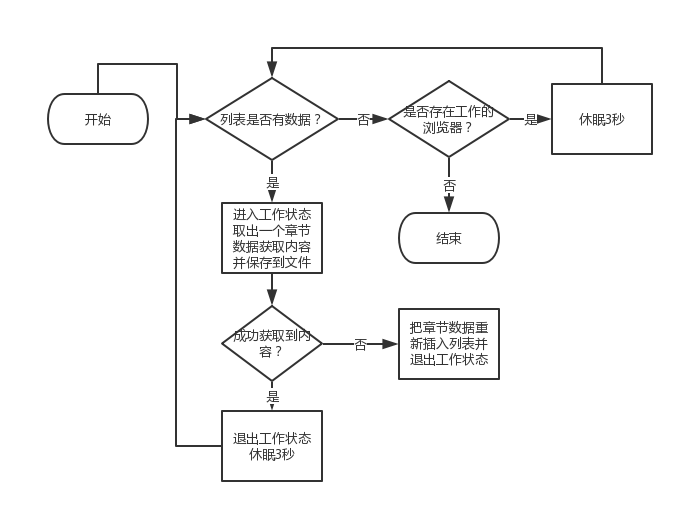 开始
列表是否有数据？
否
是否存在工作的
浏览器？
是
休眠3秒
是
否
进入工作状态
取出一个章节
数据获取内容
并保存到文件
结束
成功获取到内
容？
否
把章节数据重
新插入列表并
退出工作状态
是
退出工作状态
休眠3秒